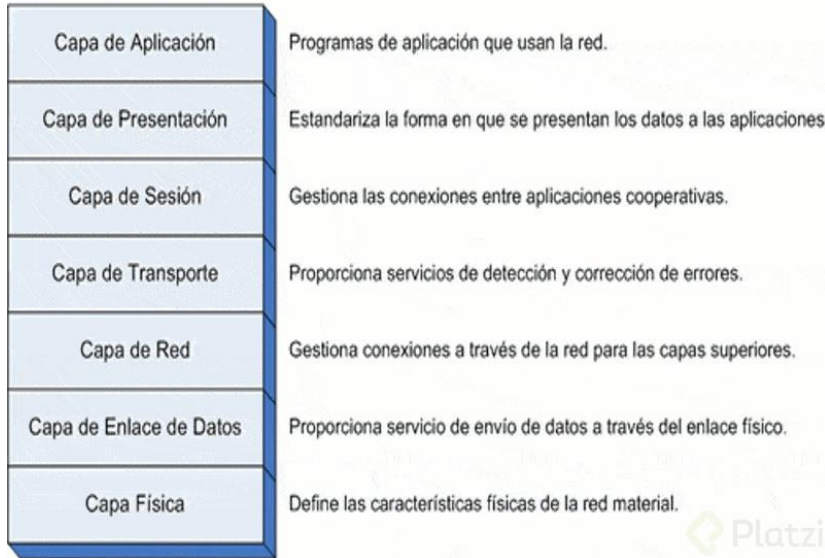 Capa de Aplicación
Programas de aplicación que usan la red.
Capa de Presentación
Estandariza la forma en que se presentan los datos a las aplicaciones
Capa de Sesión
Gestiona las conexiones entre aplicaciones cooperativas.
Capa de Transporte
Proporciona servicios de detección y corrección de errores.
Capa de Red
Gestiona conexiones a través de la red para las capas superiores.
Capa de Enlace de Datos
Proporciona servicio de envío de datos a través del enlace físico.
Capa Física
Define las características físicas de la red material.
Platzi